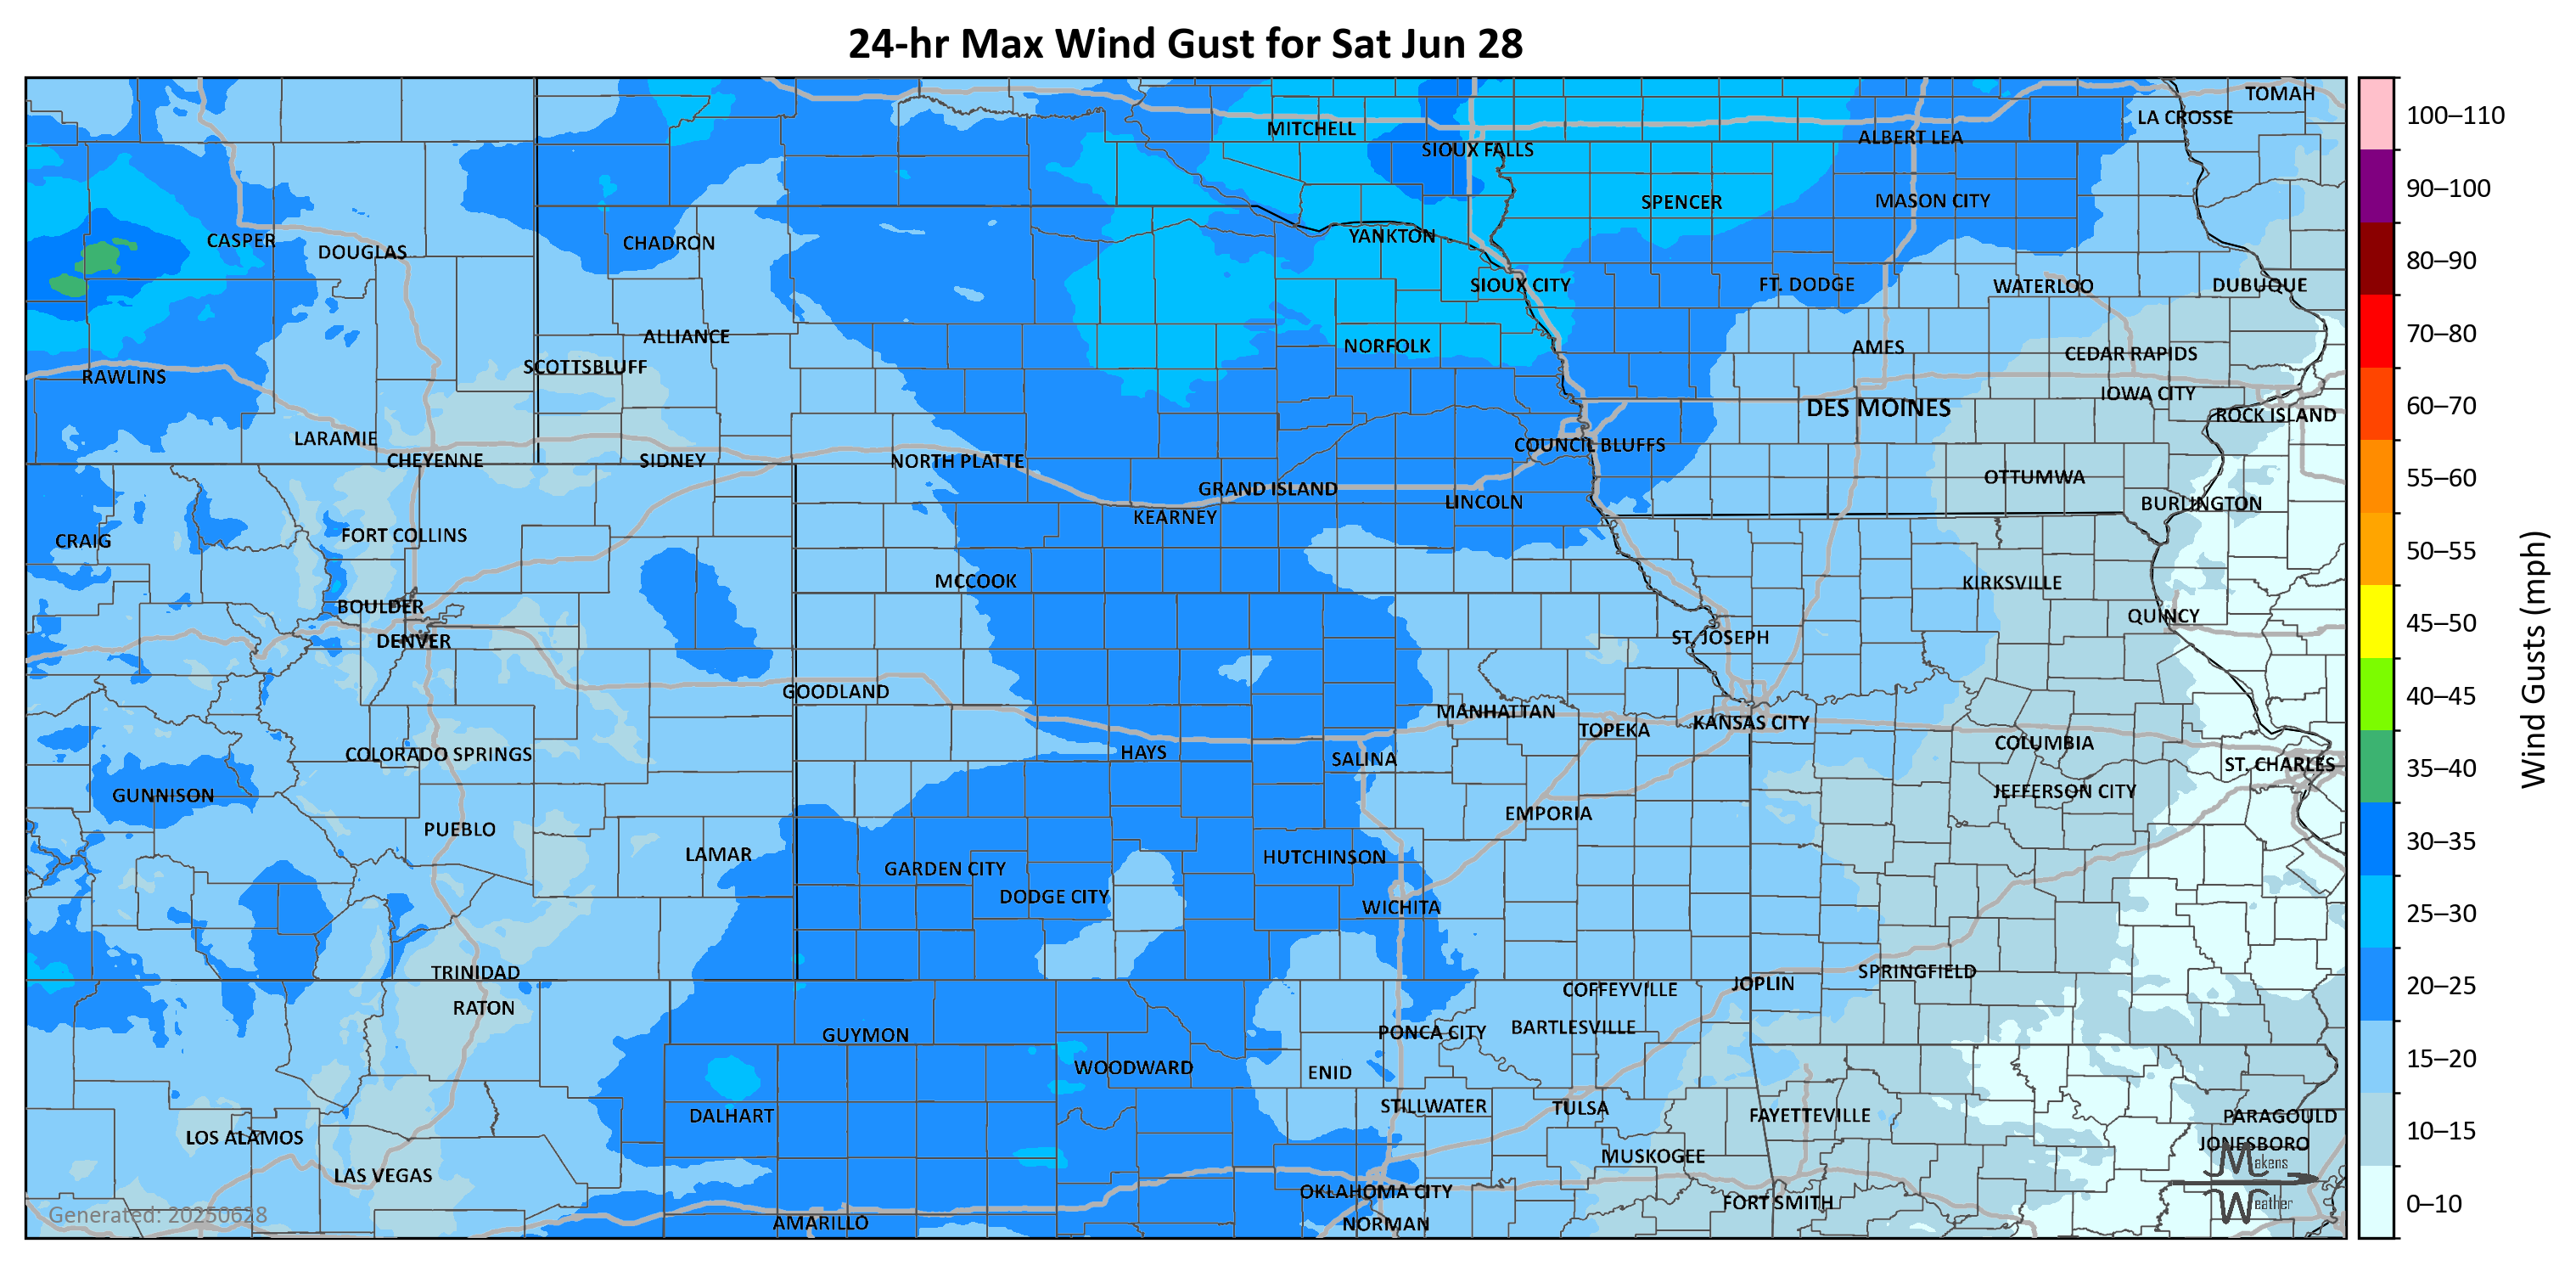 24-hr Max Wind Gust for Sat Jun 28
TOMAH
LA CROSSE
MITCHELL
ALBERT LEA
SIOUX FALLS
SPENCER
MASON CITY
YANKTON
CASPER
CHADRON
DOUGLAS
SIOUX CITY
FT. DODGE
WATERLOO
DUBUQUE
ALLIANCE
NORFOLK
AMES
CEDAR RAPIDS
SCOTTSBLUFF
RAWLINS
IOWA CITY
DES MOINES
ROCK ISLAND
LARAMIE
COUNCIL BLUFFS
CHEYENNE
SIDNEY
NORTH PLATTE
OTTUMWA
GRAND ISLAND
LINCOLN
BURLINGTON
KEARNEY
FORT COLLINS
CRAIG
MCCOOK
KIRKSVILLE
BOULDER
QUINCY
DENVER
ST. JOSEPH
GOODLAND
MANHATTAN
KANSAS CITY
TOPEKA
COLUMBIA
COLORADO SPRINGS
HAYS
SALINA
ST. CHARLES
JEFFERSON CITY
GUNNISON
EMPORIA
PUEBLO
LAMAR
HUTCHINSON
GARDEN CITY
DODGE CITY
WICHITA
TRINIDAD
SPRINGFIELD
JOPLIN
COFFEYVILLE
RATON
BARTLESVILLE
PONCA CITY
GUYMON
WOODWARD
ENID
STILLWATER
TULSA
DALHART
FAYETTEVILLE
PARAGOULD
LOS ALAMOS
JONESBORO
MUSKOGEE
LAS VEGAS
OKLAHOMA CITY
FORT SMITH
AMARILLO
NORMAN
Makens
Weather
Generated: 20250628
100–110
90–100
80–90
70–80
60–70
55–60
50–55
45–50
40–45
35–40
30–35
25–30
20–25
15–20
10–15
0–10
Wind Gusts (mph)